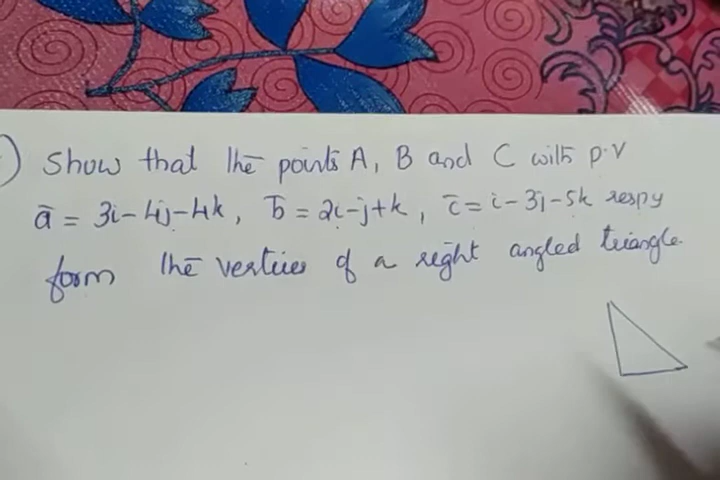 ) Show that the points A, B and C with p.v
a̅ = 3i-4j-4k, b̅ = 2i-j+k, c̅ = i-3j-5k respy
form the vertices of a right angled triangle.